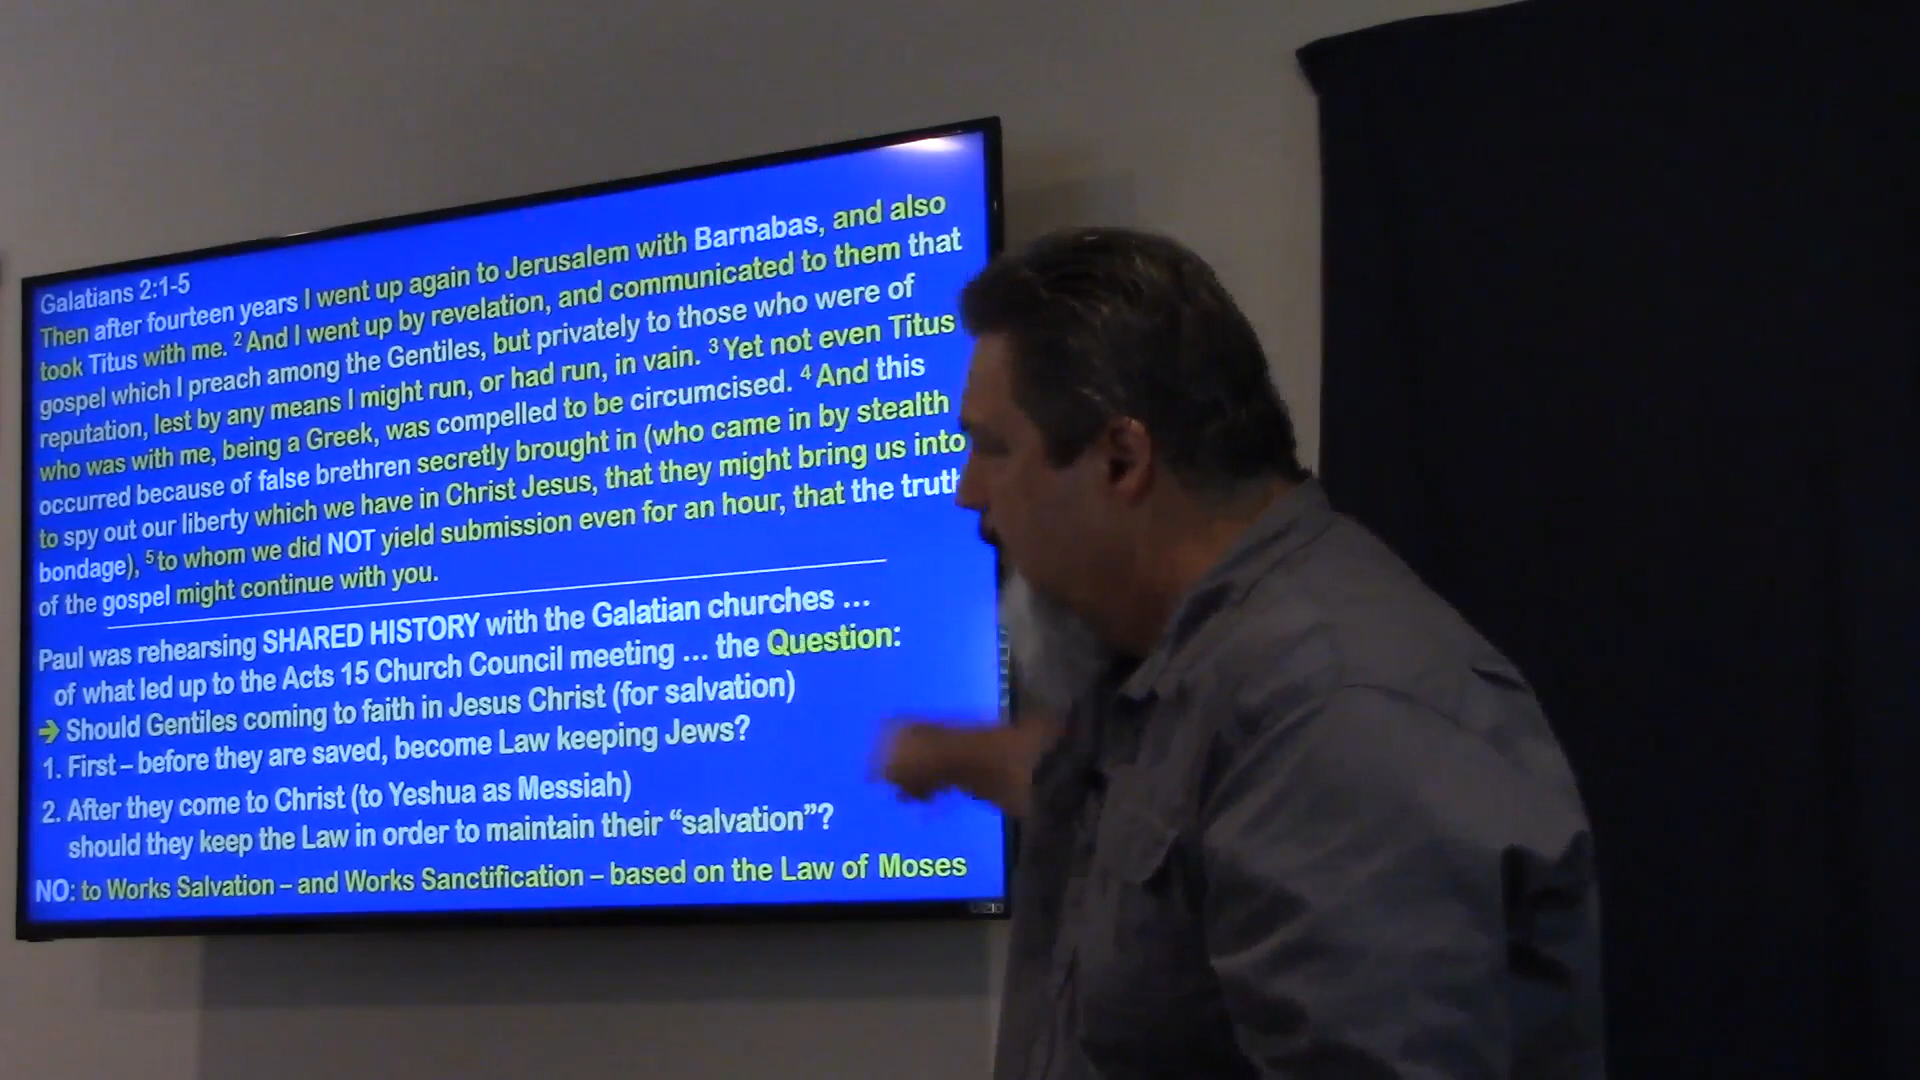 Galatians 2:1-5
Then after fourteen years I went up again to Jerusalem with Barnabas, and also
took Titus with me. 2 And I went up by revelation, and communicated to them that
gospel which I preach among the Gentiles, but privately to those who were of
reputation, lest by any means I might run, or had run, in vain. 3 Yet not even Titus
who was with me, being a Greek, was compelled to be circumcised. 4 And this
occurred because of false brethren secretly brought in (who came in by stealth
to spy out our liberty which we have in Christ Jesus, that they might bring us into
bondage), 5 to whom we did NOT yield submission even for an hour, that the truth
of the gospel might continue with you.
Paul was rehearsing SHARED HISTORY with the Galatian churches ...
of what led up to the Acts 15 Church Council meeting ... the Question:
➔ Should Gentiles coming to faith in Jesus Christ (for salvation)
1. First – before they are saved, become Law keeping Jews?
2. After they come to Christ (to Yeshua as Messiah)
should they keep the Law in order to maintain their “salvation”?
NO: to Works Salvation – and Works Sanctification – based on the Law of Moses
VIZIO